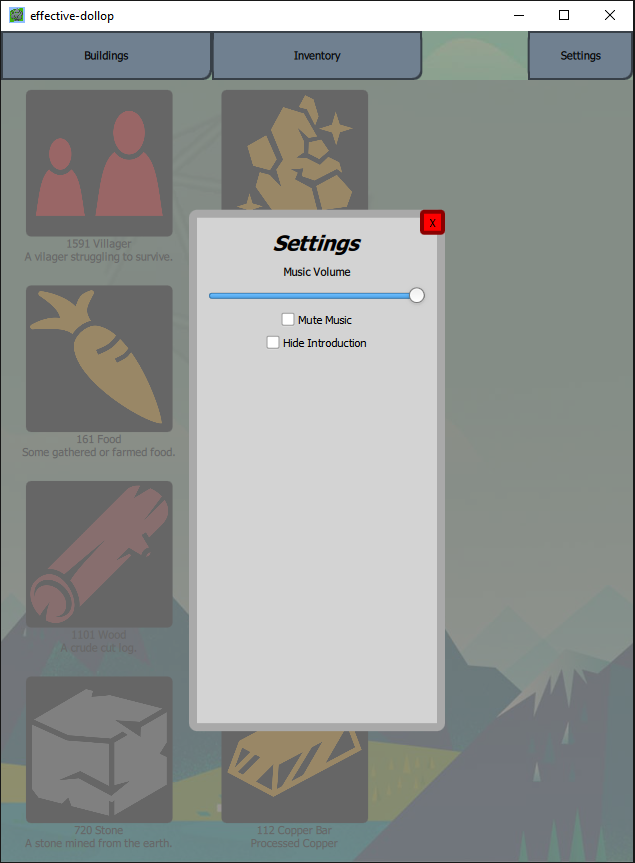 effective-dollop
Buildings
Inventory
Settings
1591 Villager
A vilager struggling to survive.
Settings
X
Music Volume
Mute Music
Hide Introduction
161 Food
Some gathered or farmed food.
1101 Wood
A crude cut log.
720 Stone
A stone mined from the earth.
112 Copper Bar
Processed Copper